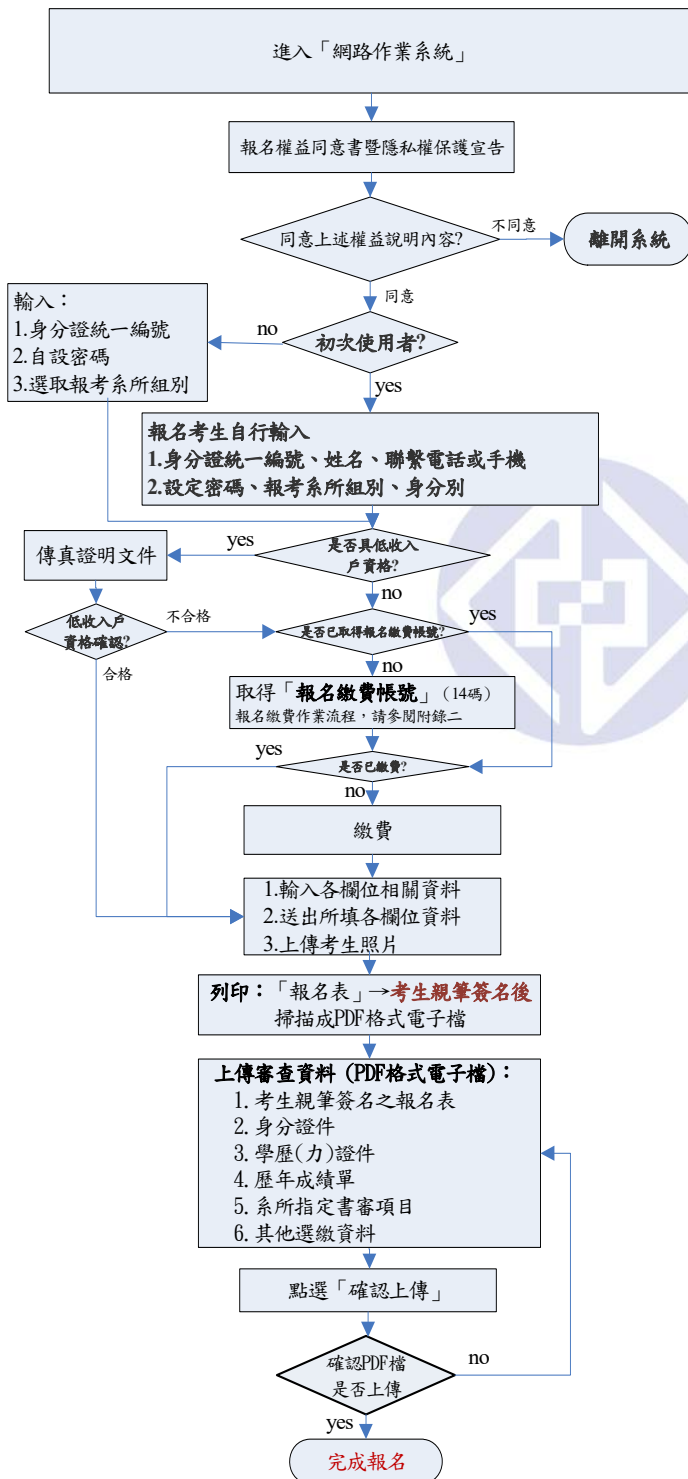 進入「網路作業系統」
報名權益同意書暨隱私權保護宣告
同意上述權益說明內容?
不同意
離開系統
同意
輸入：
1.身分證統一編號
2.自設密碼
3.選取報考系所組別
no
初次使用者?
yes
報名考生自行輸入
1.身分證統一編號、姓名、聯繫電話或手機
2.設定密碼、報考系所組別、身分別
傳真證明文件
yes
是否具低收入
戶資格?
no
低收入戶
資格確認?
不合格
是否已取得報名繳費帳號?
yes
合格
no
取得「報名繳費帳號」（14碼）
報名繳費作業流程，請參閱附錄二
yes
是否已繳費?
no
繳費
1.輸入各欄位相關資料
2.送出所填各欄位資料
3.上傳考生照片
列印：「報名表」→考生親筆簽名後
掃描成PDF格式電子檔
上傳審查資料 (PDF格式電子檔)：
1. 考生親筆簽名之報名表
2. 身分證件
3. 學歷(力)證件
4. 歷年成績單
5. 系所指定書審項目
6. 其他選繳資料
點選「確認上傳」
確認PDF檔
是否上傳
no
yes
完成報名